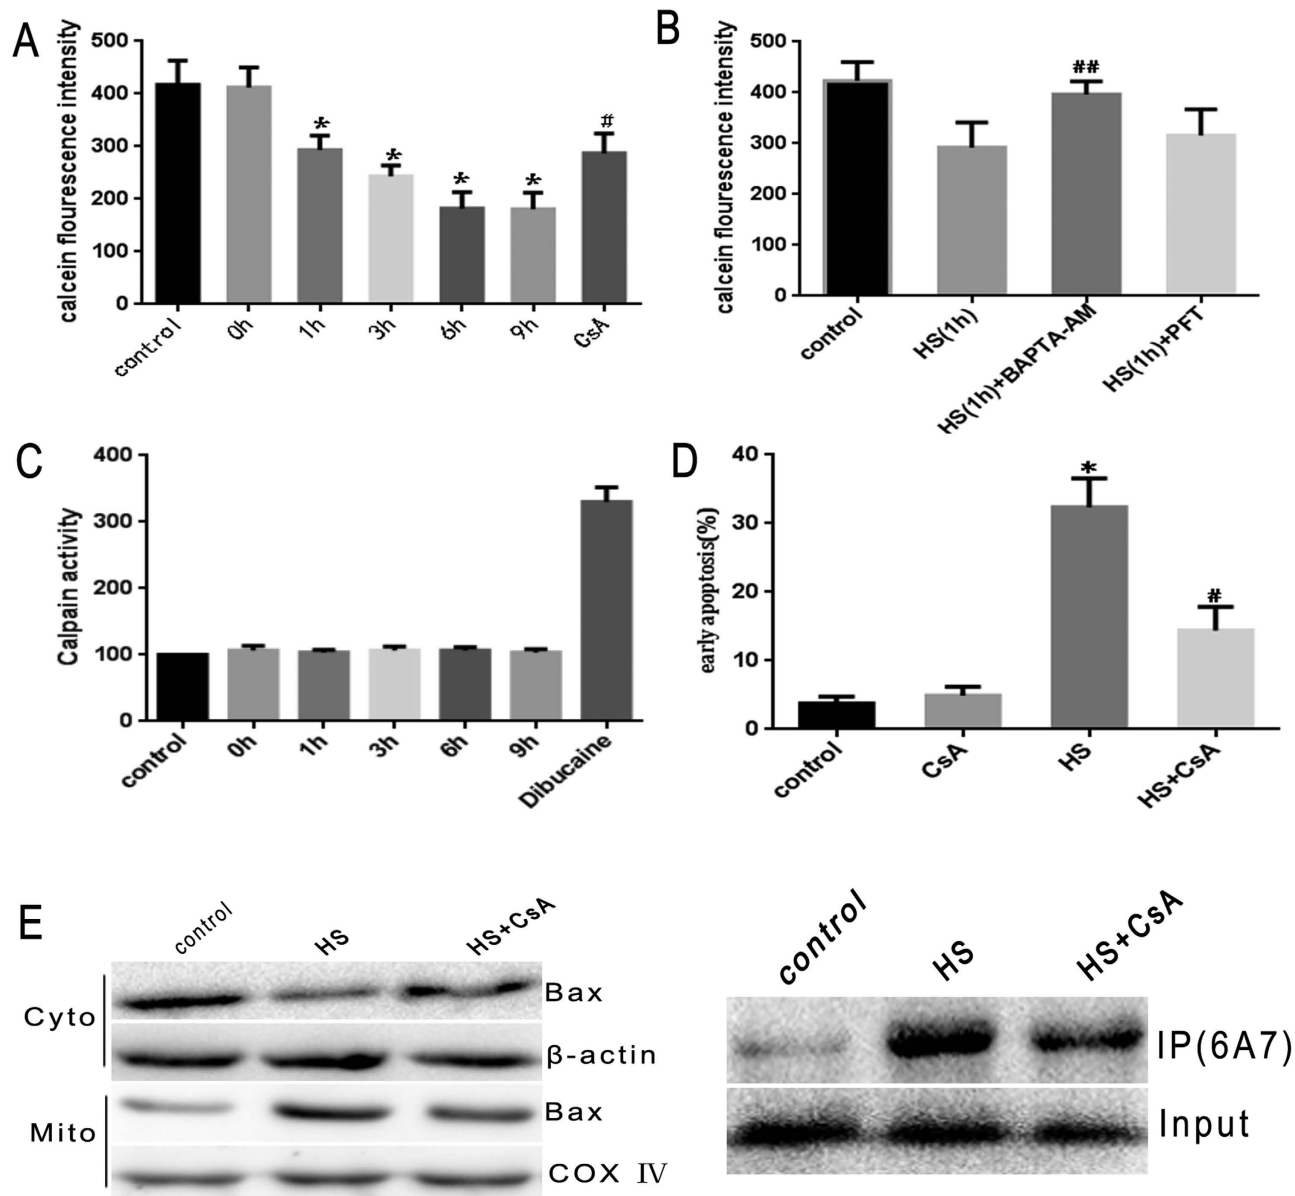 A
calcein flourescence intensity
500
400
300
200
100
0
*
*
*
*
#
control
0h
1h
3h
6h
9h
CsA
B
calcein flourescence intensity
500
400
300
200
100
0
##
control
HS(1h)
HS(1h)+BAPTA-AM
HS(1h)+PFT
C
Calpain activity
400
300
200
100
0
control
0h
1h
3h
6h
9h
Dibucaine
D
early apoptosis(%)
40
30
20
10
0
*
#
control
CsA
HS
HS+CsA
E
control
HS
HS+CsA
Cyto
Bax
β-actin
Mito
Bax
COX IV
control
HS
HS+CsA
IP(6A7)
Input